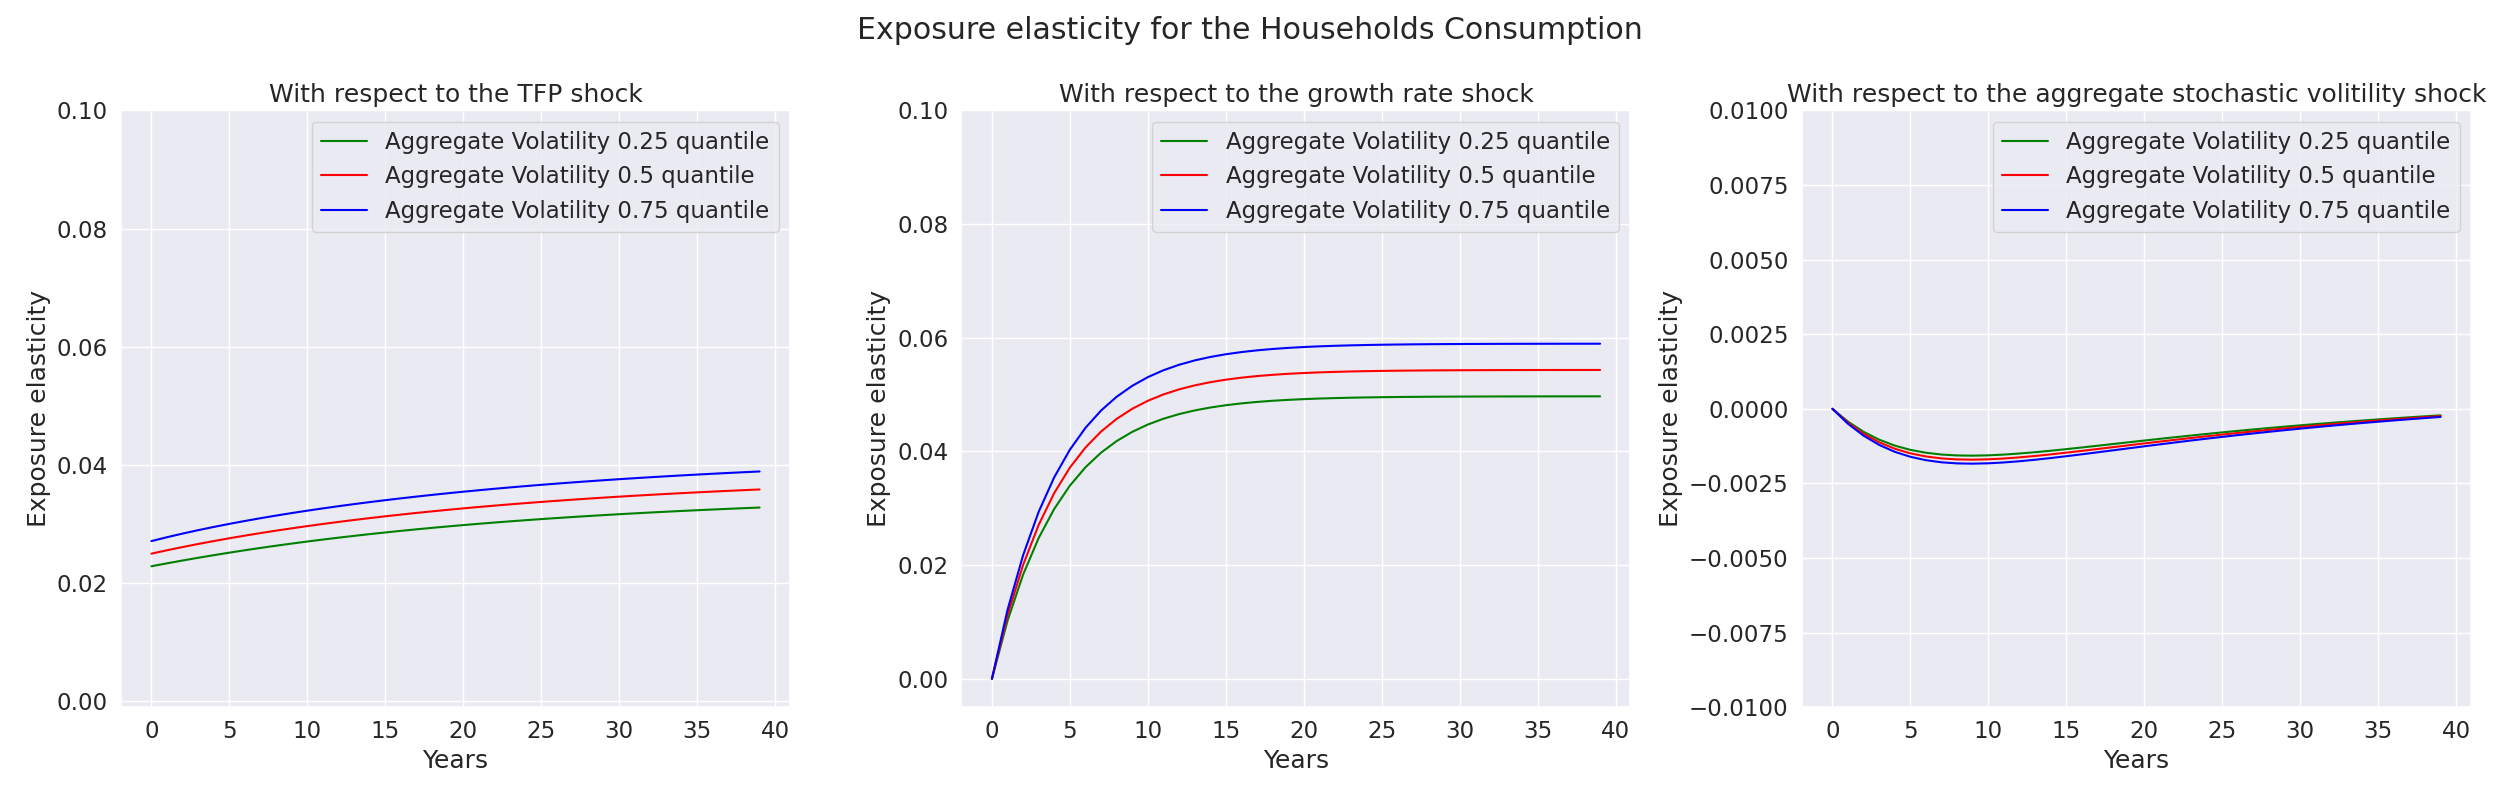 Exposure elasticity for the Households Consumption
With respect to the TFP shock
0.10
0.08
0.06
0.04
0.02
0.00
Exposure elasticity
Aggregate Volatility 0.25 quantile
Aggregate Volatility 0.5 quantile
Aggregate Volatility 0.75 quantile
0 5 10 15 20 25 30 35 40
Years
With respect to the growth rate shock
0.10
0.08
0.06
0.04
0.02
0.00
Exposure elasticity
Aggregate Volatility 0.25 quantile
Aggregate Volatility 0.5 quantile
Aggregate Volatility 0.75 quantile
0 5 10 15 20 25 30 35 40
Years
With respect to the aggregate stochastic volitility shock
0.0100
0.0075
0.0050
0.0025
0.0000
−0.0025
−0.0050
−0.0075
−0.0100
Exposure elasticity
Aggregate Volatility 0.25 quantile
Aggregate Volatility 0.5 quantile
Aggregate Volatility 0.75 quantile
0 5 10 15 20 25 30 35 40
Years